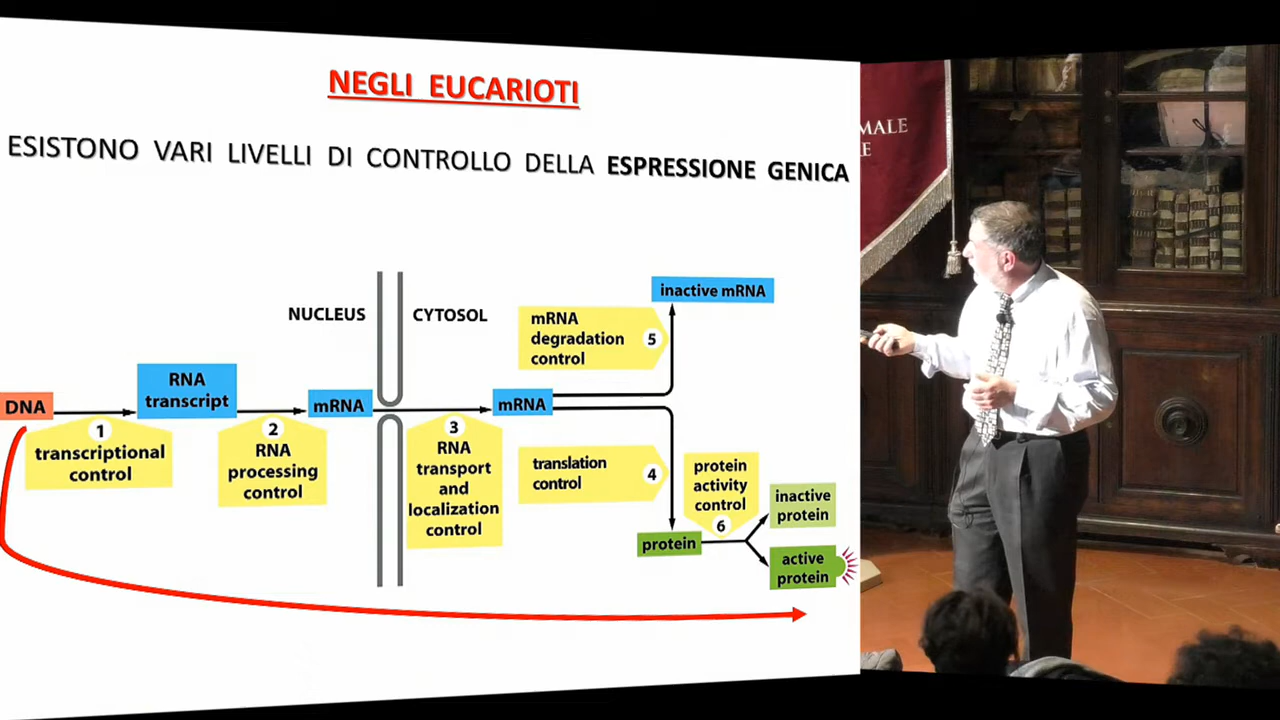 NEGLI EUCARIOTI
ESISTONO VARI LIVELLI DI CONTROLLO DELLA ESPRESSIONE GENICA
NUCLEUS
CYTOSOL
inactive mRNA
mRNA
degradation
control
5
DNA
RNA
transcript
mRNA
mRNA
1
transcriptional
control
2
RNA
processing
control
3
RNA
transport
and
localization
control
translation
control
4
protein
activity
control
6
protein
inactive
protein
active
protein
MALE
E